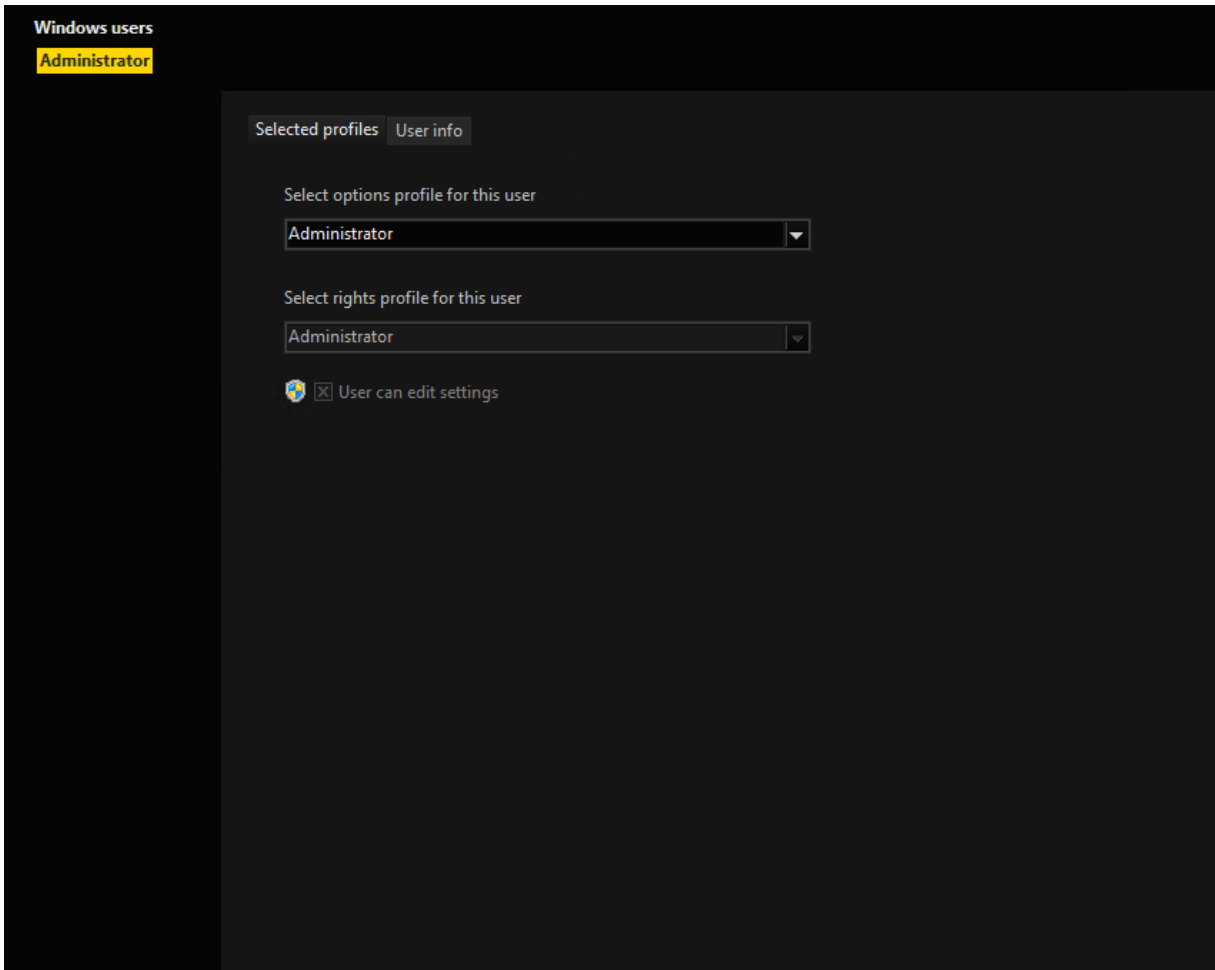 Windows users
Administrator
Selected profiles User info
Select options profile for this user
Administrator
Select rights profile for this user
Administrator
User can edit settings